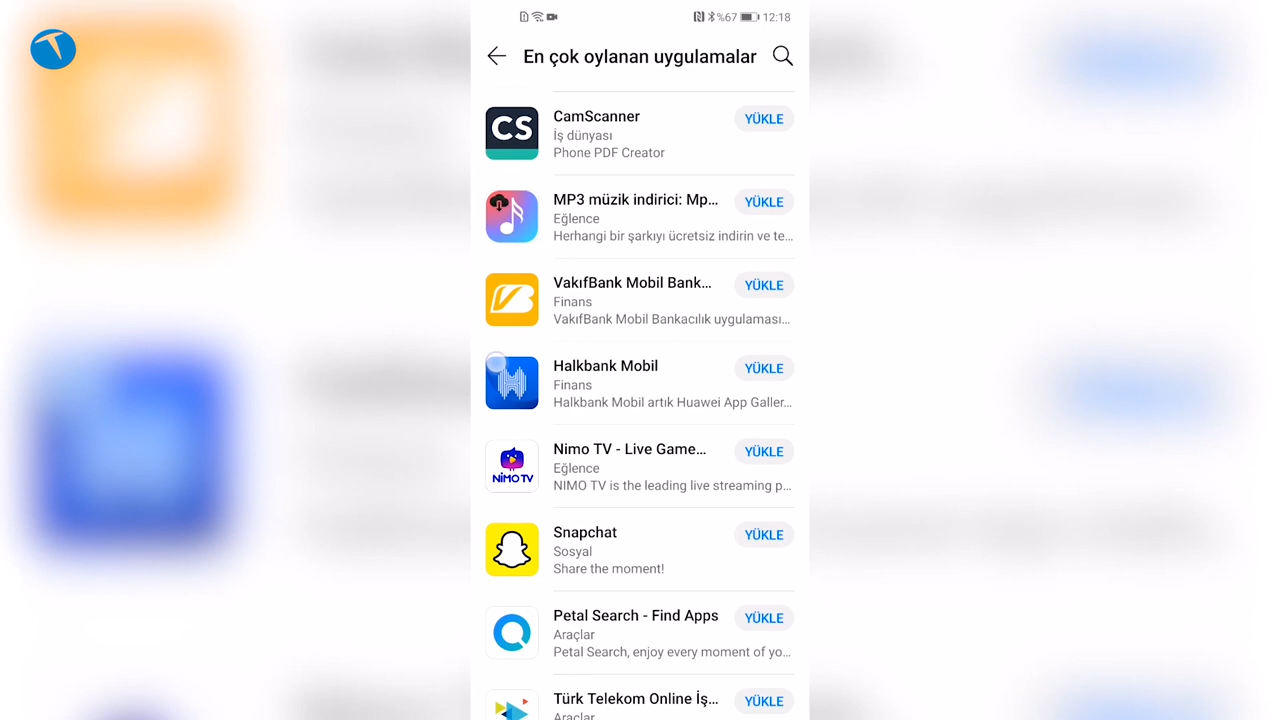 %67 12:18
En çok oylanan uygulamalar
CS
CamScanner
İş dünyası
Phone PDF Creator
YÜKLE
MP3 müzik indirici: Mp...
Eğlence
Herhangi bir şarkıyı ücretsiz indirin ve te...
YÜKLE
VakıfBank Mobil Bank...
Finans
VakıfBank Mobil Bankacılık uygulaması...
YÜKLE
Halkbank Mobil
Finans
Halkbank Mobil artık Huawei App Galler...
YÜKLE
NiMO TV
Nimo TV - Live Game...
Eğlence
NIMO TV is the leading live streaming p...
YÜKLE
Snapchat
Sosyal
Share the moment!
YÜKLE
Petal Search - Find Apps
Araçlar
Petal Search, enjoy every moment of yo...
YÜKLE
Türk Telekom Online İş...
Araçlar
YÜKLE